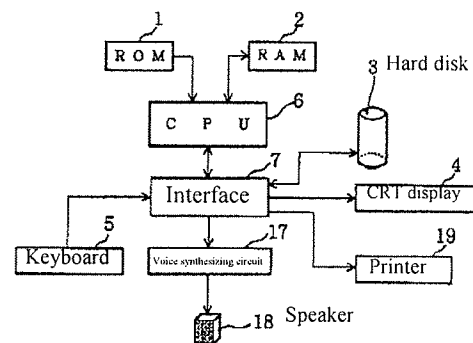 1
2
ROM
RAM
3
Hard disk
6
C P U
4
7
Interface
CRT display
5
17
19
Keyboard
Voice synthesizing circuit
Printer
18
Speaker